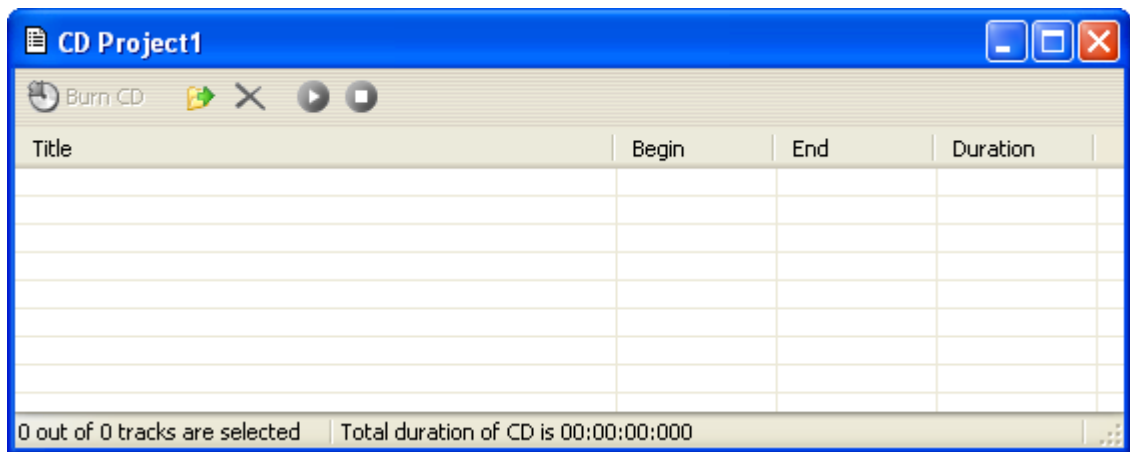 CD Project1
Burn CD
Title Begin End Duration
0 out of 0 tracks are selected Total duration of CD is 00:00:00:000